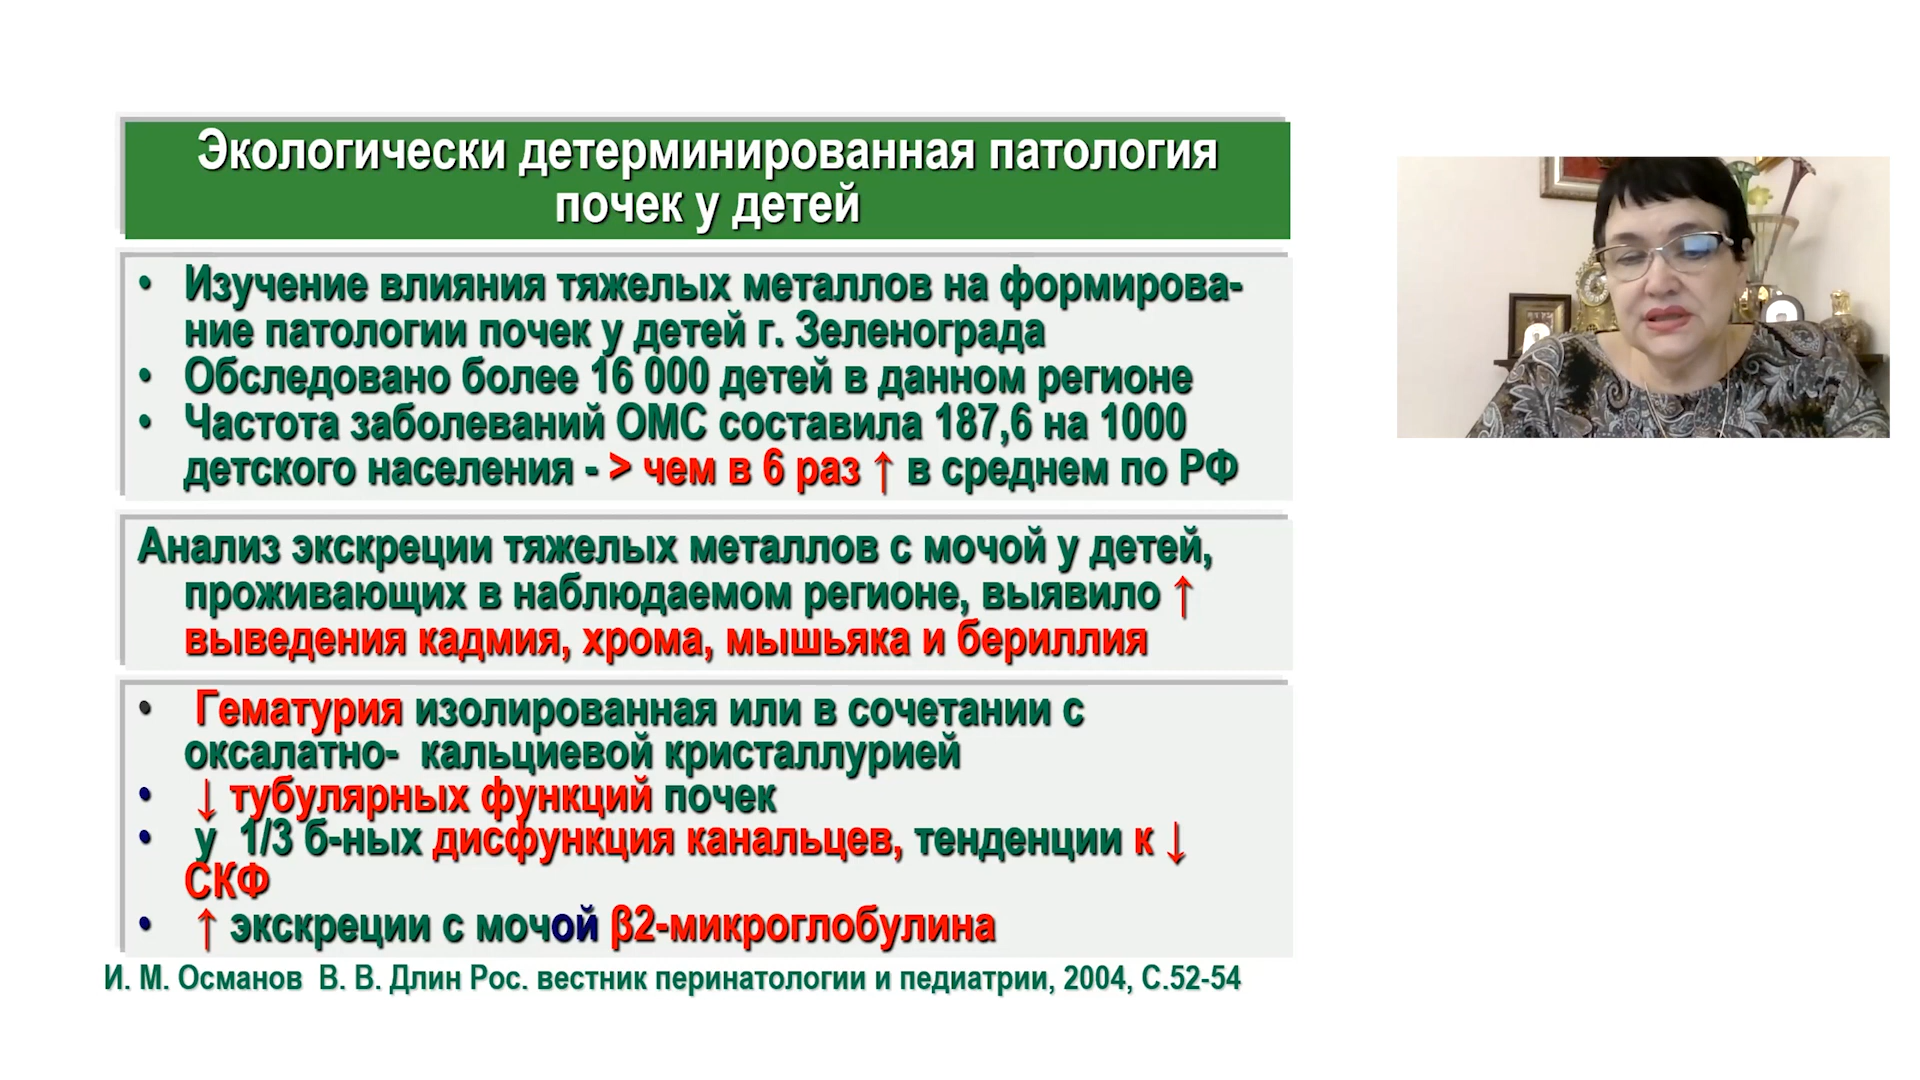 Экологически детерминированная патология
почек у детей
• Изучение влияния тяжелых металлов на формирова-
ние патологии почек у детей г. Зеленограда
• Обследовано более 16 000 детей в данном регионе
• Частота заболеваний ОМС составила 187,6 на 1000
детского населения - > чем в 6 раз ↑ в среднем по РФ
Анализ экскреции тяжелых металлов с мочой у детей,
проживающих в наблюдаемом регионе, выявило ↑
выведения кадмия, хрома, мышьяка и бериллия
• Гематурия изолированная или в сочетании с
оксалатно- кальциевой кристаллурией
• ↓ тубулярных функций почек
• у 1/3 б-ных дисфункция канальцев, тенденции к ↓
СКФ
• ↑ экскреции с мочой β2-микроглобулина
И. М. Османов В. В. Длин Рос. вестник перинатологии и педиатрии, 2004, С.52-54